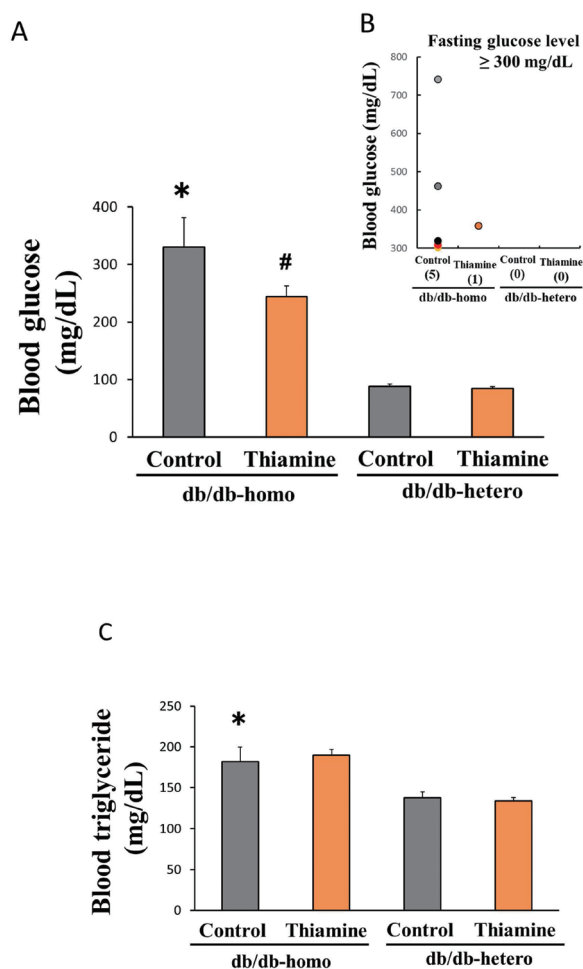 A
Blood glucose
(mg/dL)
400
300
200
100
0
*
#
Control Thiamine Control Thiamine
db/db-homo db/db-hetero
B
Fasting glucose level
≥ 300 mg/dL
Blood glucose (mg/dL)
800
700
600
500
400
300
Control Thiamine Control Thiamine
(5) (1) (0) (0)
db/db-homo db/db-hetero
C
Blood triglyceride
(mg/dL)
250
200
150
100
50
0
*
Control Thiamine Control Thiamine
db/db-homo db/db-hetero